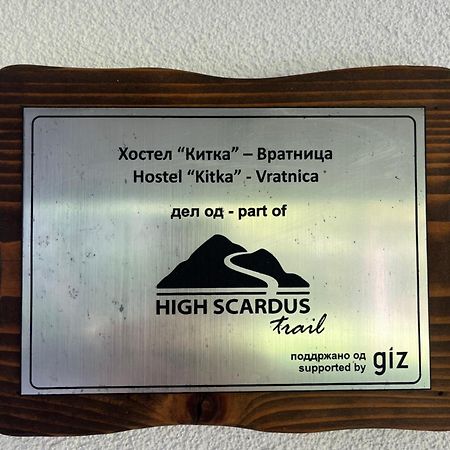 Хостел “Китка” – Вратница
Hostel “Kitka” - Vratnica
дел од - part of
HIGH SCARDUS
trail
поддржано од
supported by giz